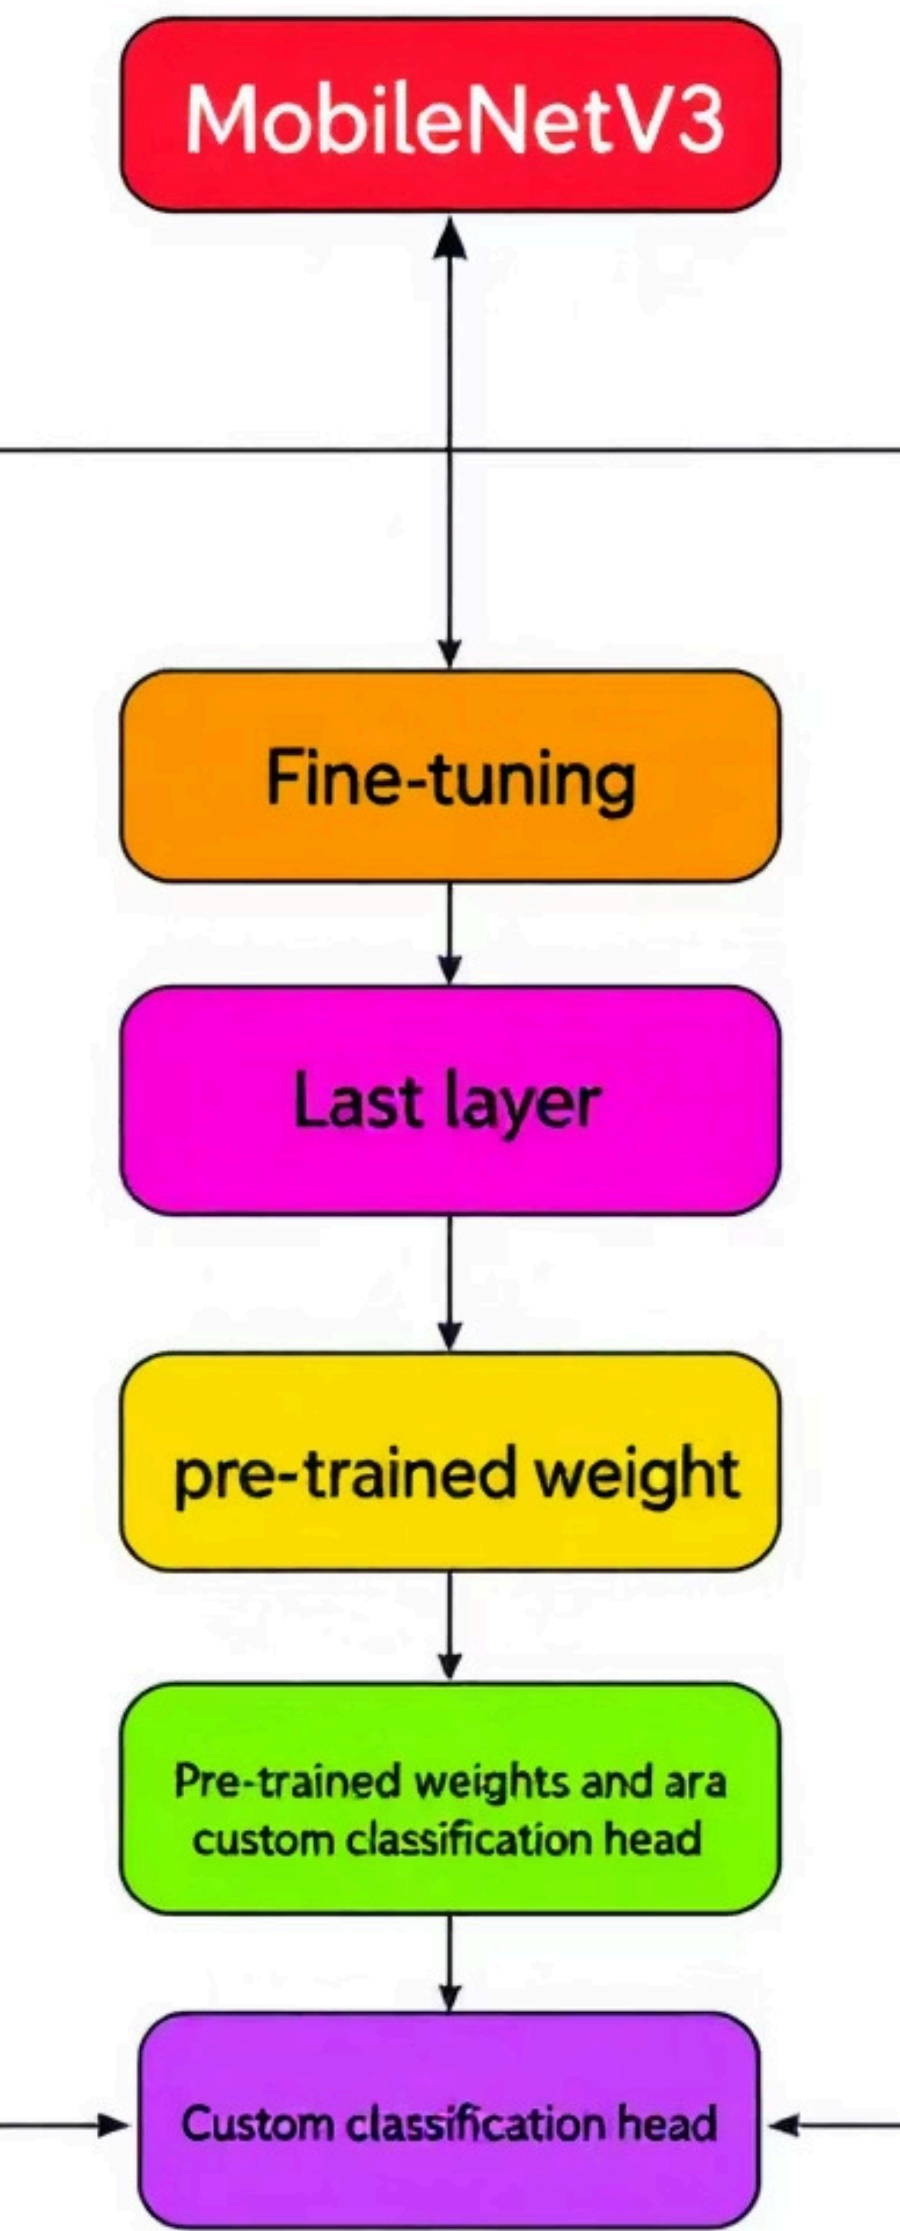 MobileNetV3
Fine-tuning
Last layer
pre-trained weight
Pre-trained weights and ara
custom classification head
Custom classification head